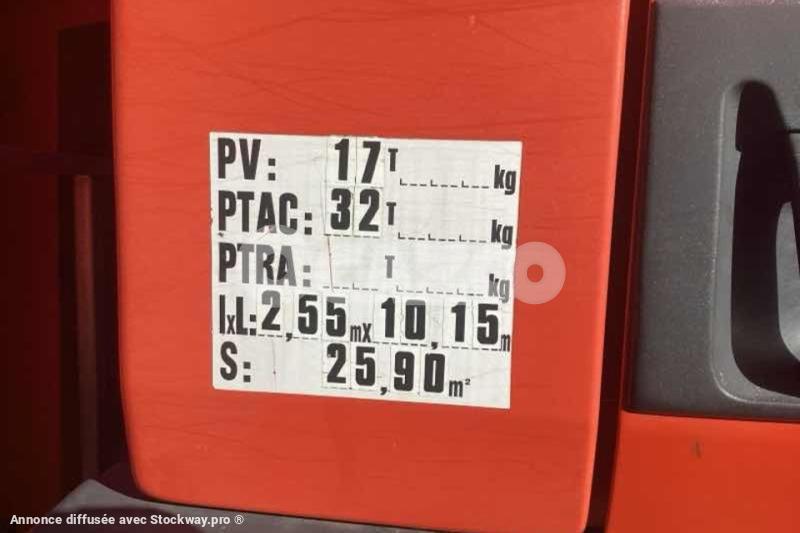 PV: 17 T kg
PTAC: 32 T kg
PTRA: T kg
lxL: 2,55 mX 10,15 m
S: 25,90 m²
Annonce diffusée avec Stockway.pro ®